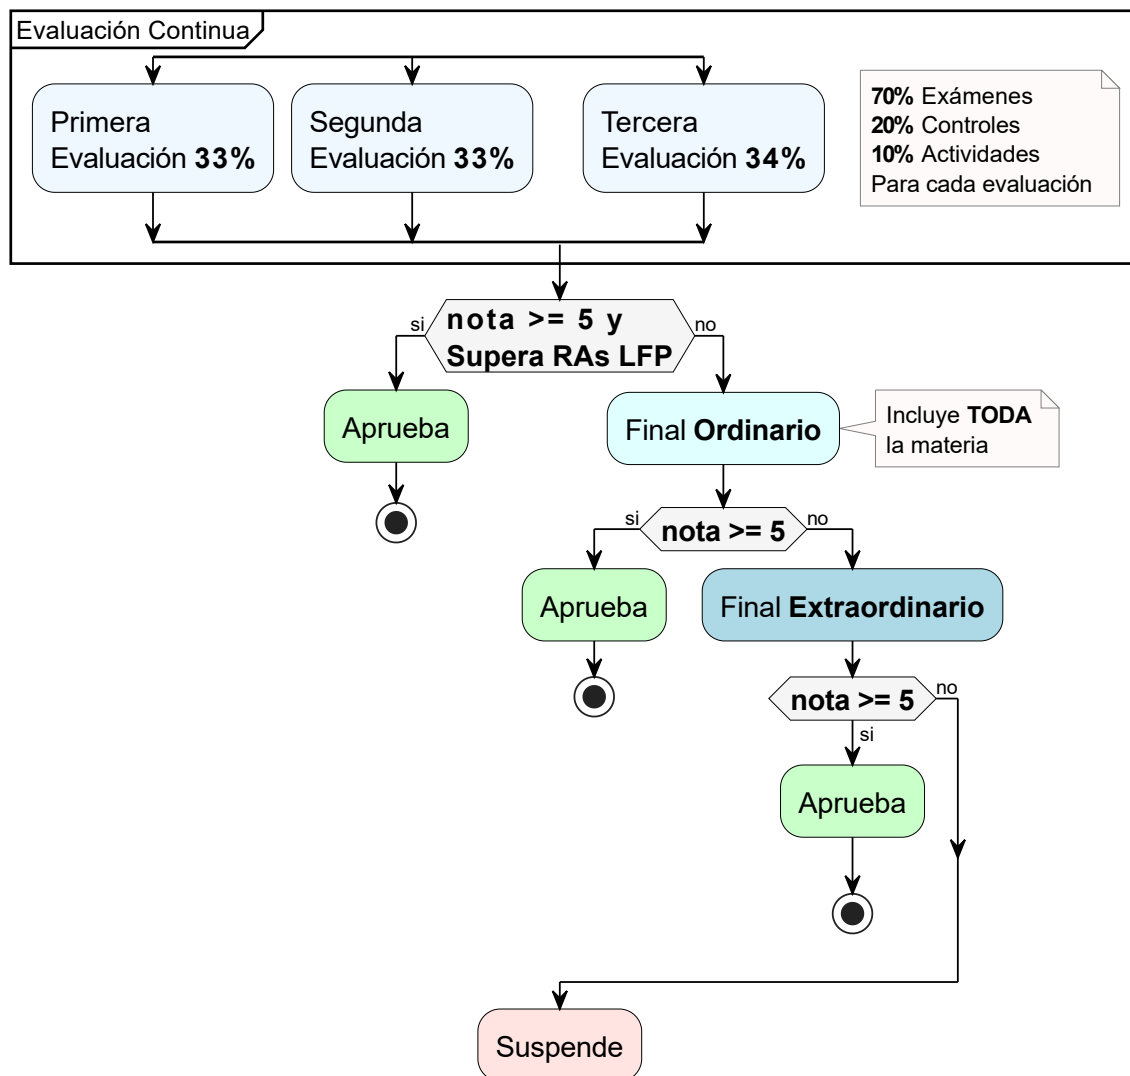 Evaluación Continua
Primera
Evaluación 33%
Segunda
Evaluación 33%
Tercera
Evaluación 34%
70% Exámenes
20% Controles
10% Actividades
Para cada evaluación
si
nota >= 5 y
Supera RAs LFP
no
Aprueba
Final Ordinario
Incluye TODA
la materia
si
nota >= 5
no
Aprueba
Final Extraordinario
nota >= 5
no
si
Aprueba
Suspende